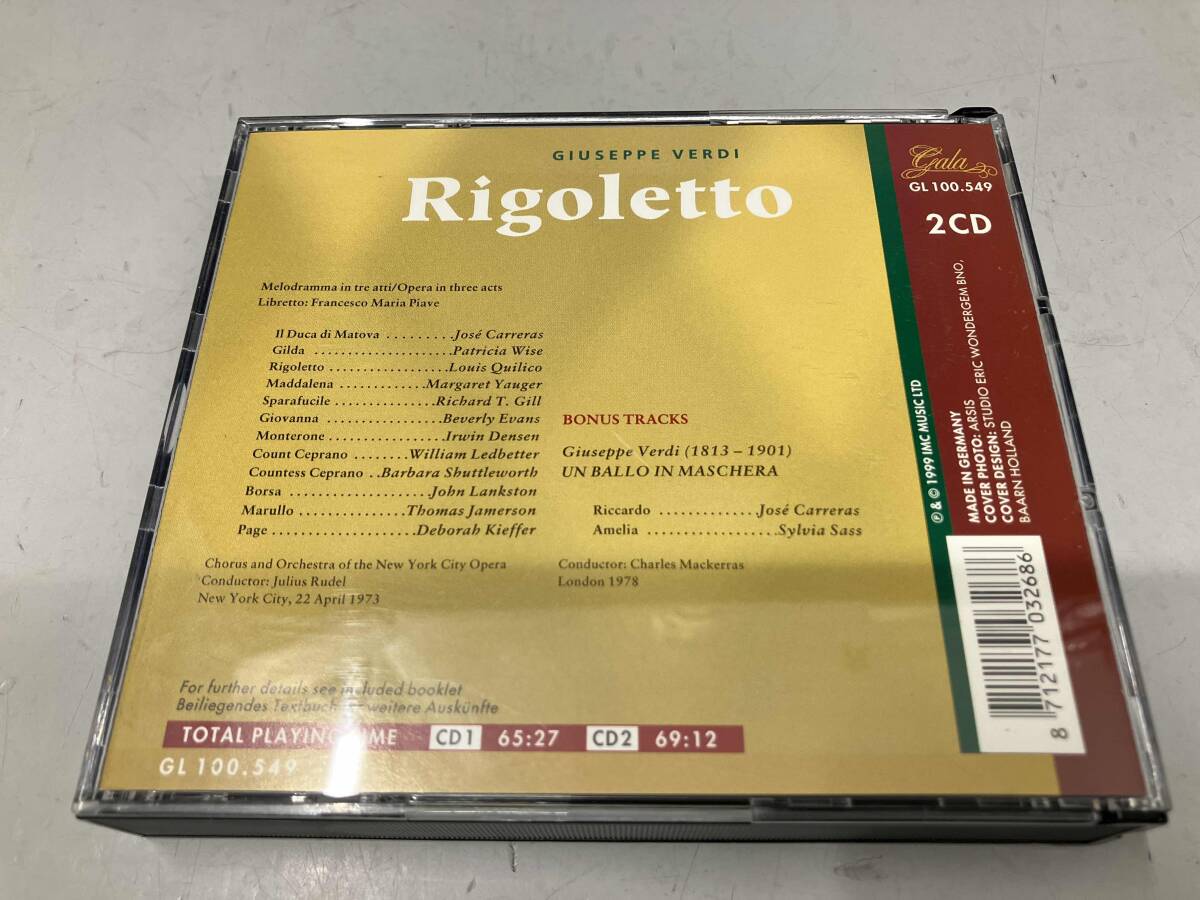 GIUSEPPE VERDI
Rigoletto
Melodramma in tre atti/Opera in three acts
Libretto: Francesco Maria Piave
Il Duca di Matova .........José Carreras
Gilda .....................Patricia Wise
Rigoletto ..................Louis Quilico
Maddalena .............Margaret Yauger
Sparafucile ...............Richard T. Gill
Giovanna .................Beverly Evans
Monterone ..................Irwin Densen
Count Ceprano ........William Ledbetter
Countess Ceprano ..Barbara Shuttleworth
Borsa .....................John Lankston
Marullo ...............Thomas Jamerson
Page .....................Deborah Kieffer
Chorus and Orchestra of the New York City Opera
Conductor: Julius Rudel
New York City, 22 April 1973
BONUS TRACKS
Giuseppe Verdi (1813 – 1901)
UN BALLO IN MASCHERA
Riccardo .............José Carreras
Amelia .................Sylvia Sass
Conductor: Charles Mackerras
London 1978
For further details see included booklet
Beiliegendes Textbuch weitere Auskünfte
TOTAL PLAYING TIME CD1 65:27 CD2 69:12
GL 100.549
Gala
GL 100.549
2CD
℗ & © 1999 IMC MUSIC LTD
MADE IN GERMANY
COVER PHOTO: ARSIS
COVER DESIGN: STUDIO ERIC WONDERGEM BNO,
BAARN HOLLAND
8 712177 032686